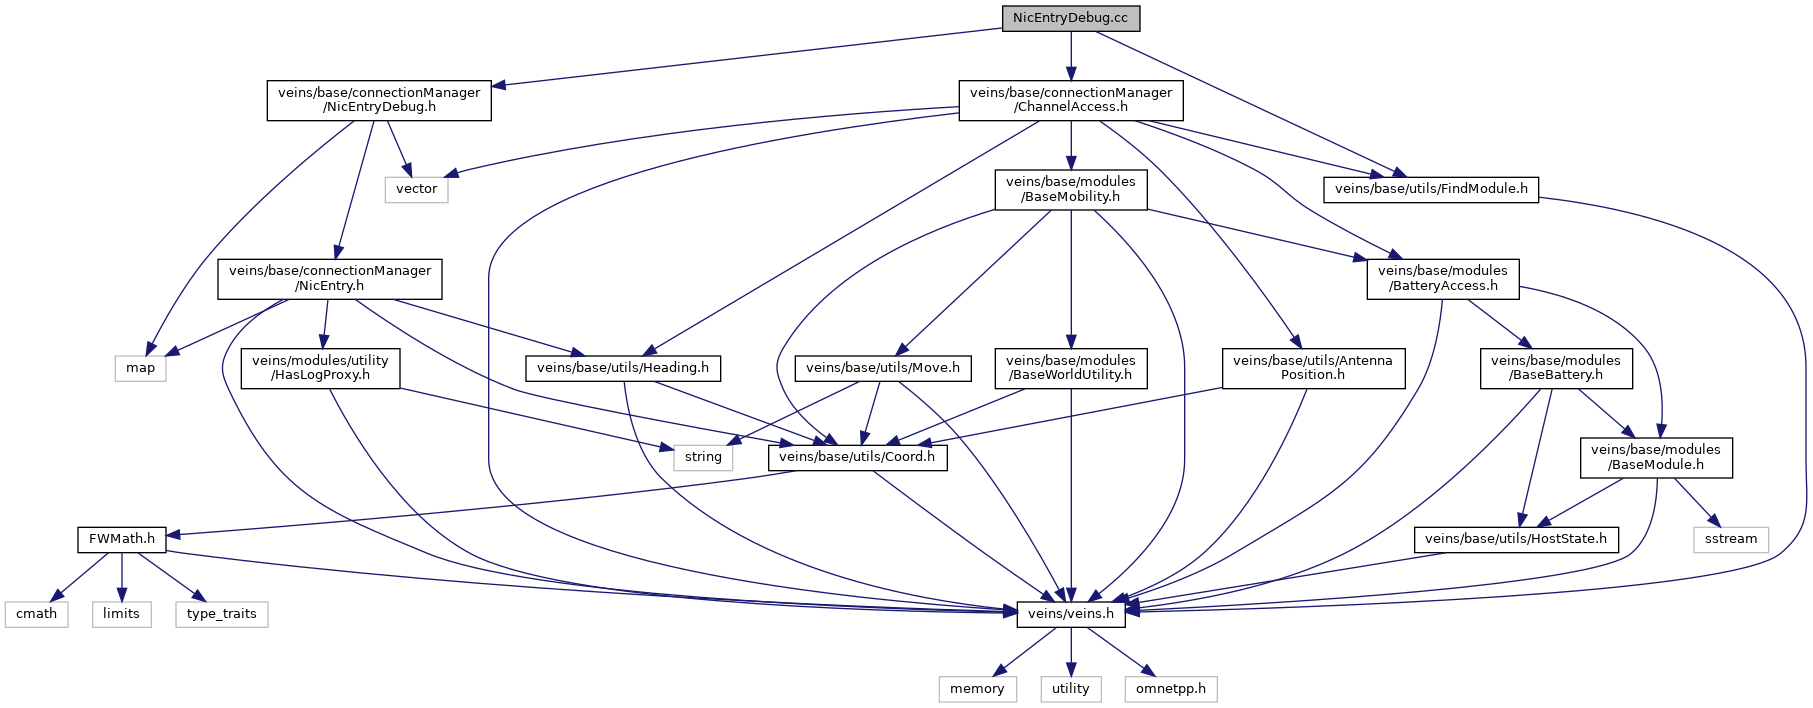 NicEntryDebug.cc
veins/base/connectionManager
/NicEntryDebug.h
veins/base/connectionManager
/ChannelAccess.h
vector
veins/base/modules
/BaseMobility.h
veins/base/utils/FindModule.h
veins/base/connectionManager
/NicEntry.h
veins/base/modules
/BatteryAccess.h
map
veins/modules/utility
/HasLogProxy.h
veins/base/utils/Heading.h
veins/base/utils/Move.h
veins/base/modules
/BaseWorldUtility.h
veins/base/utils/Antenna
Position.h
veins/base/modules
/BaseBattery.h
string
veins/base/utils/Coord.h
veins/base/modules
/BaseModule.h
FWMath.h
veins/base/utils/HostState.h
sstream
cmath
limits
type_traits
veins/veins.h
memory
utility
omnetpp.h